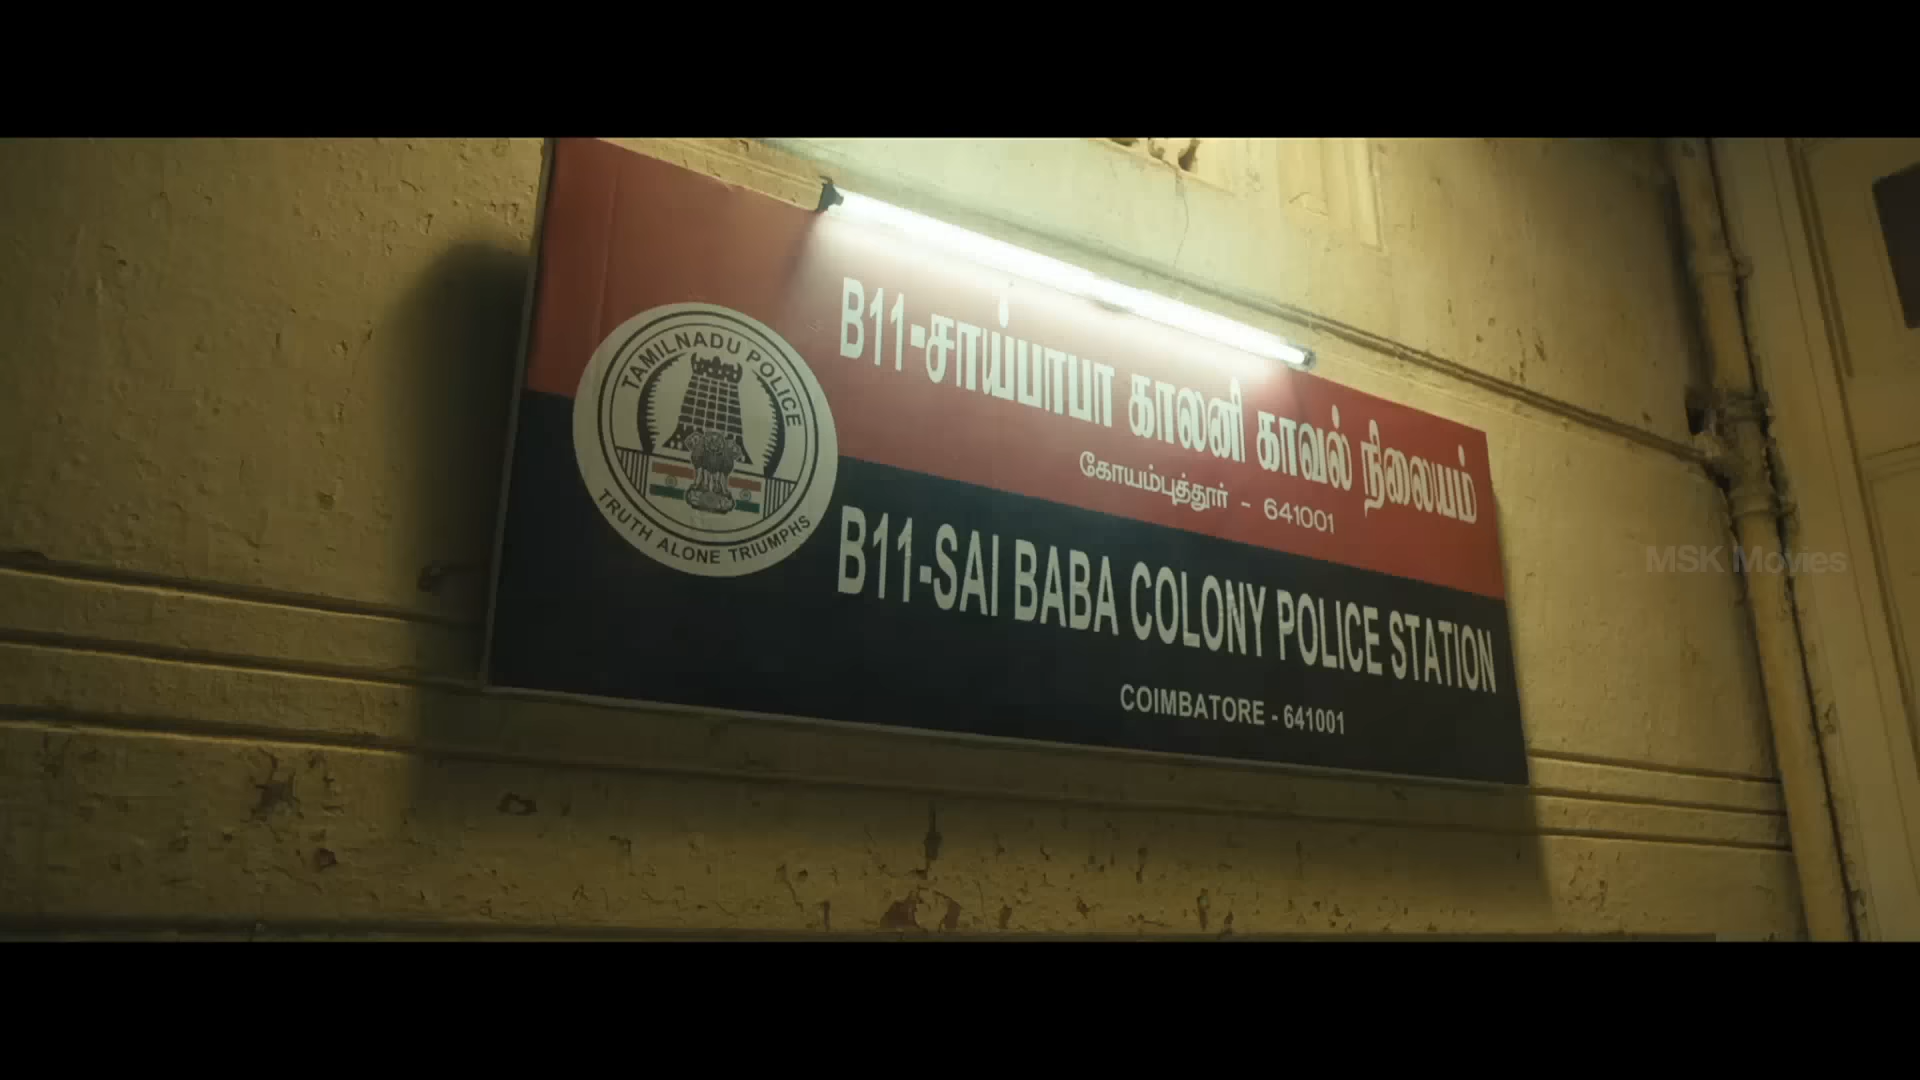 TAMILNADU POLICE
TRUTH ALONE TRIUMPHS
B11-சாய்பாபா காலனி காவல் நிலையம்
கோயம்புத்தூர் - 641001
B11-SAI BABA COLONY POLICE STATION
COIMBATORE - 641001
MSK Movies